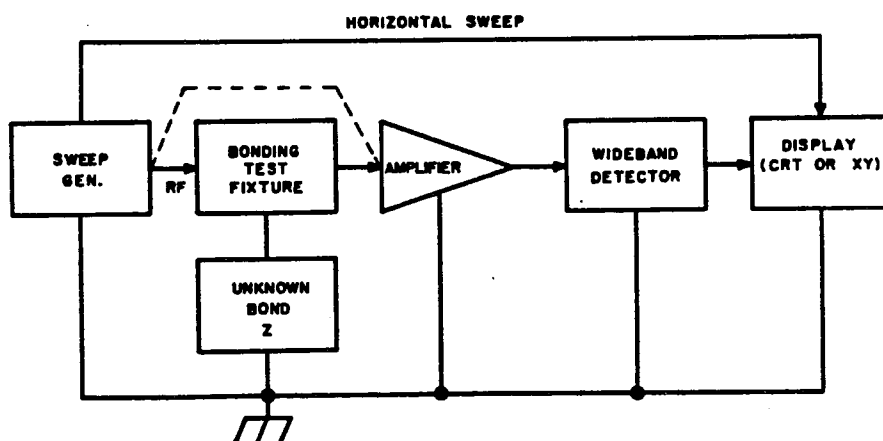 HORIZONTAL SWEEP
SWEEP
GEN.
RF
BONDING
TEST
FIXTURE
AMPLIFIER
WIDEBAND
DETECTOR
DISPLAY
(CRT OR XY)
UNKNOWN
BOND
Z